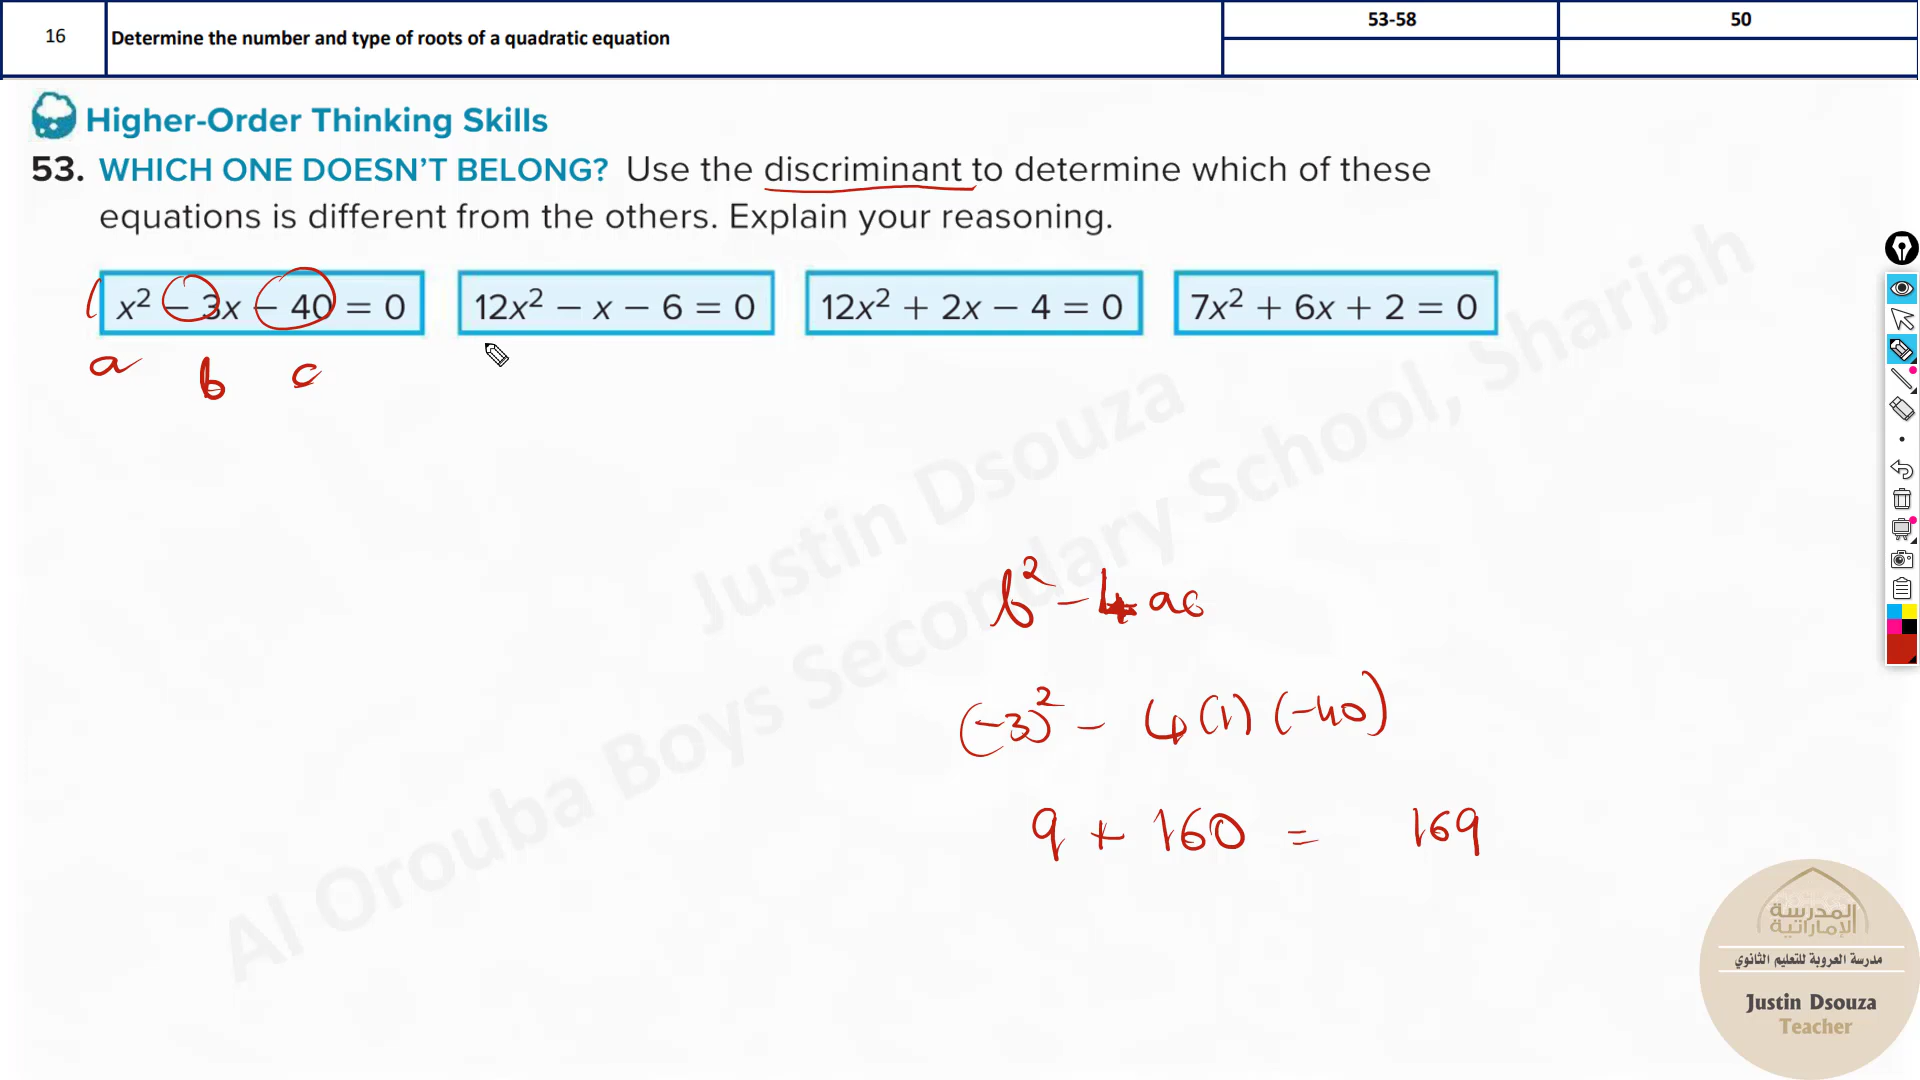 16 Determine the number and type of roots of a quadratic equation 53-58 50
Higher-Order Thinking Skills
53. WHICH ONE DOESN'T BELONG? Use the discriminant to determine which of these
equations is different from the others. Explain your reasoning.
1 x² − 3x − 40 = 0 12x² − x − 6 = 0 12x² + 2x − 4 = 0 7x² + 6x + 2 = 0
a b c
b² − 4ac
(−3)² − 4(1)(−40)
9 + 160 = 169
Justin Dsouza
Al Orouba Boys Secondary School, Sharjah
المدرسة
الإماراتية
مدرسة العروبة للتعليم الثانوي
Justin Dsouza
Teacher